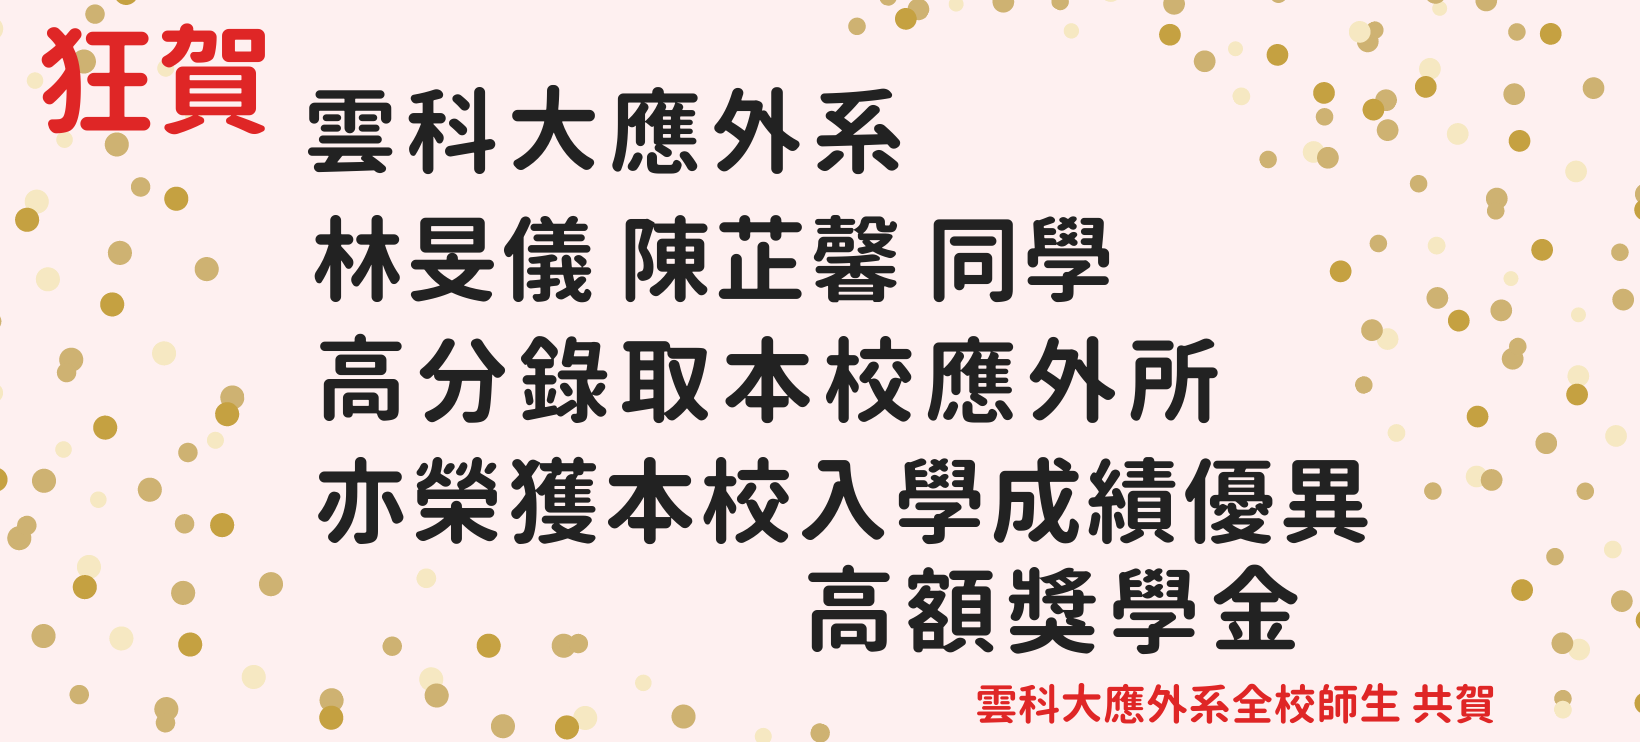 狂賀
雲科大應外系
林旻儀 陳芷馨 同學
高分錄取本校應外所
亦榮獲本校入學成績優異
高額獎學金
雲科大應外系全校師生 共賀